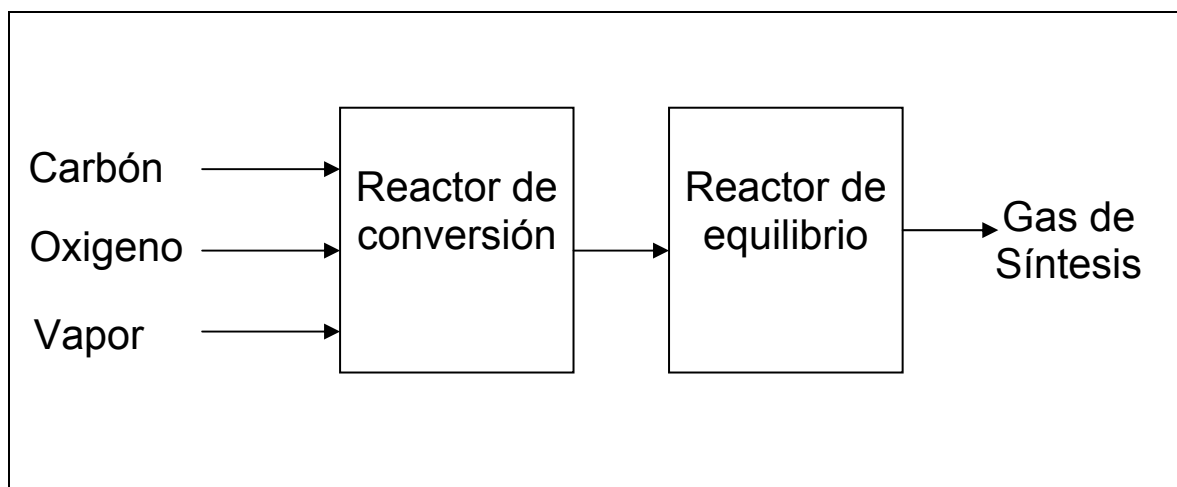 Carbón
Oxigeno
Vapor
Reactor de
conversión
Reactor de
equilibrio
Gas de
Síntesis